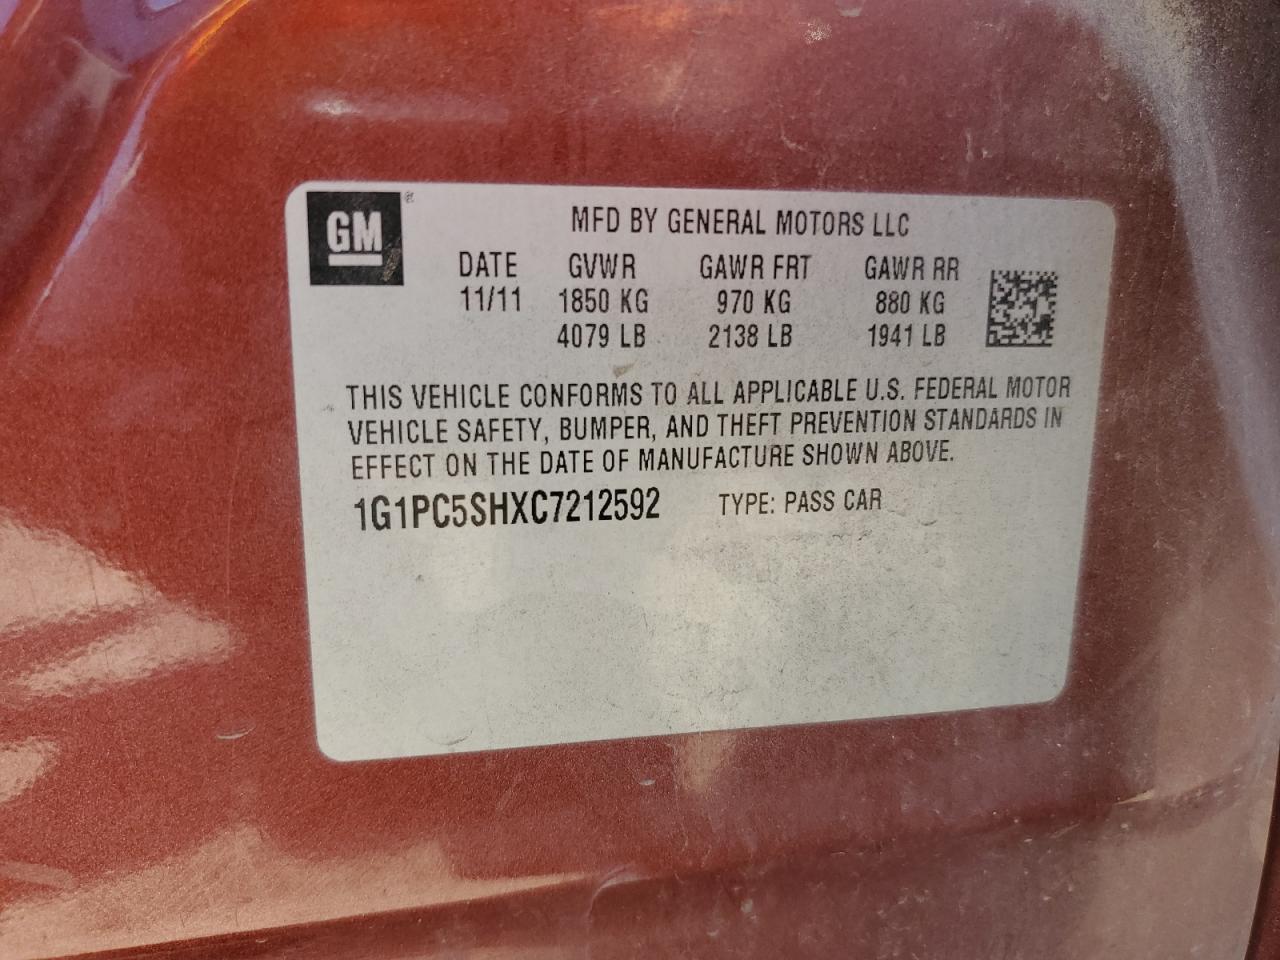 GM
MFD BY GENERAL MOTORS LLC
DATE GVWR GAWR FRT GAWR RR
11/11 1850 KG 970 KG 880 KG
4079 LB 2138 LB 1941 LB
THIS VEHICLE CONFORMS TO ALL APPLICABLE U.S. FEDERAL MOTOR
VEHICLE SAFETY, BUMPER, AND THEFT PREVENTION STANDARDS IN
EFFECT ON THE DATE OF MANUFACTURE SHOWN ABOVE.
1G1PC5SHXC7212592 TYPE: PASS CAR